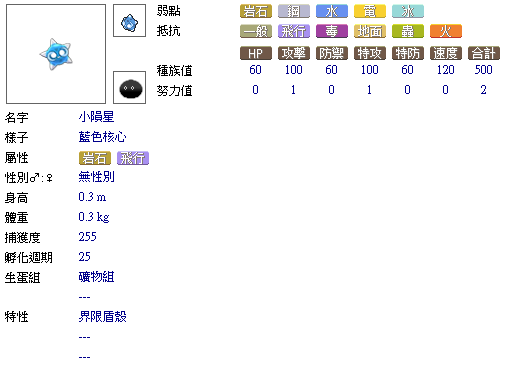 弱點 岩石 鋼 水 電 冰
抵抗 一般 飛行 毒 地面 蟲 火
HP 攻擊 防禦 特攻 特防 速度 合計
種族值 60 100 60 100 60 120 500
努力值 0 1 0 1 0 0 2
名字 小隕星
樣子 藍色核心
屬性 岩石 飛行
性別♂:♀ 無性別
身高 0.3 m
體重 0.3 kg
捕獲度 255
孵化週期 25
生蛋組 礦物組
---
特性 界限盾殼
---
---